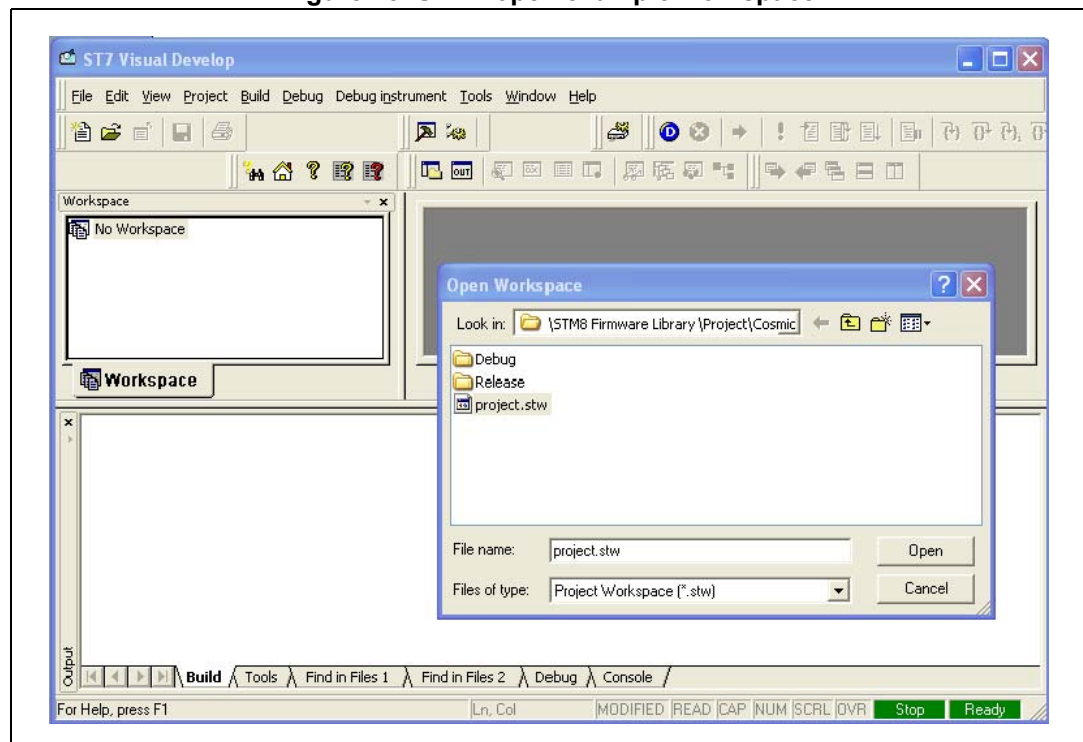 ST7 Visual Develop
File Edit View Project Build Debug Debug instrument Tools Window Help
OUT
Workspace
No Workspace
Workspace
Open Workspace
Look in: \STM8 Firmware Library \Project\Cosmic
Debug
Release
project.stw
File name: project.stw Open
Files of type: Project Workspace (*.stw) Cancel
Output
Build Tools Find in Files 1 Find in Files 2 Debug Console
For Help, press F1 Ln, Col MODIFIED READ CAP NUM SCRL OVR Stop Ready